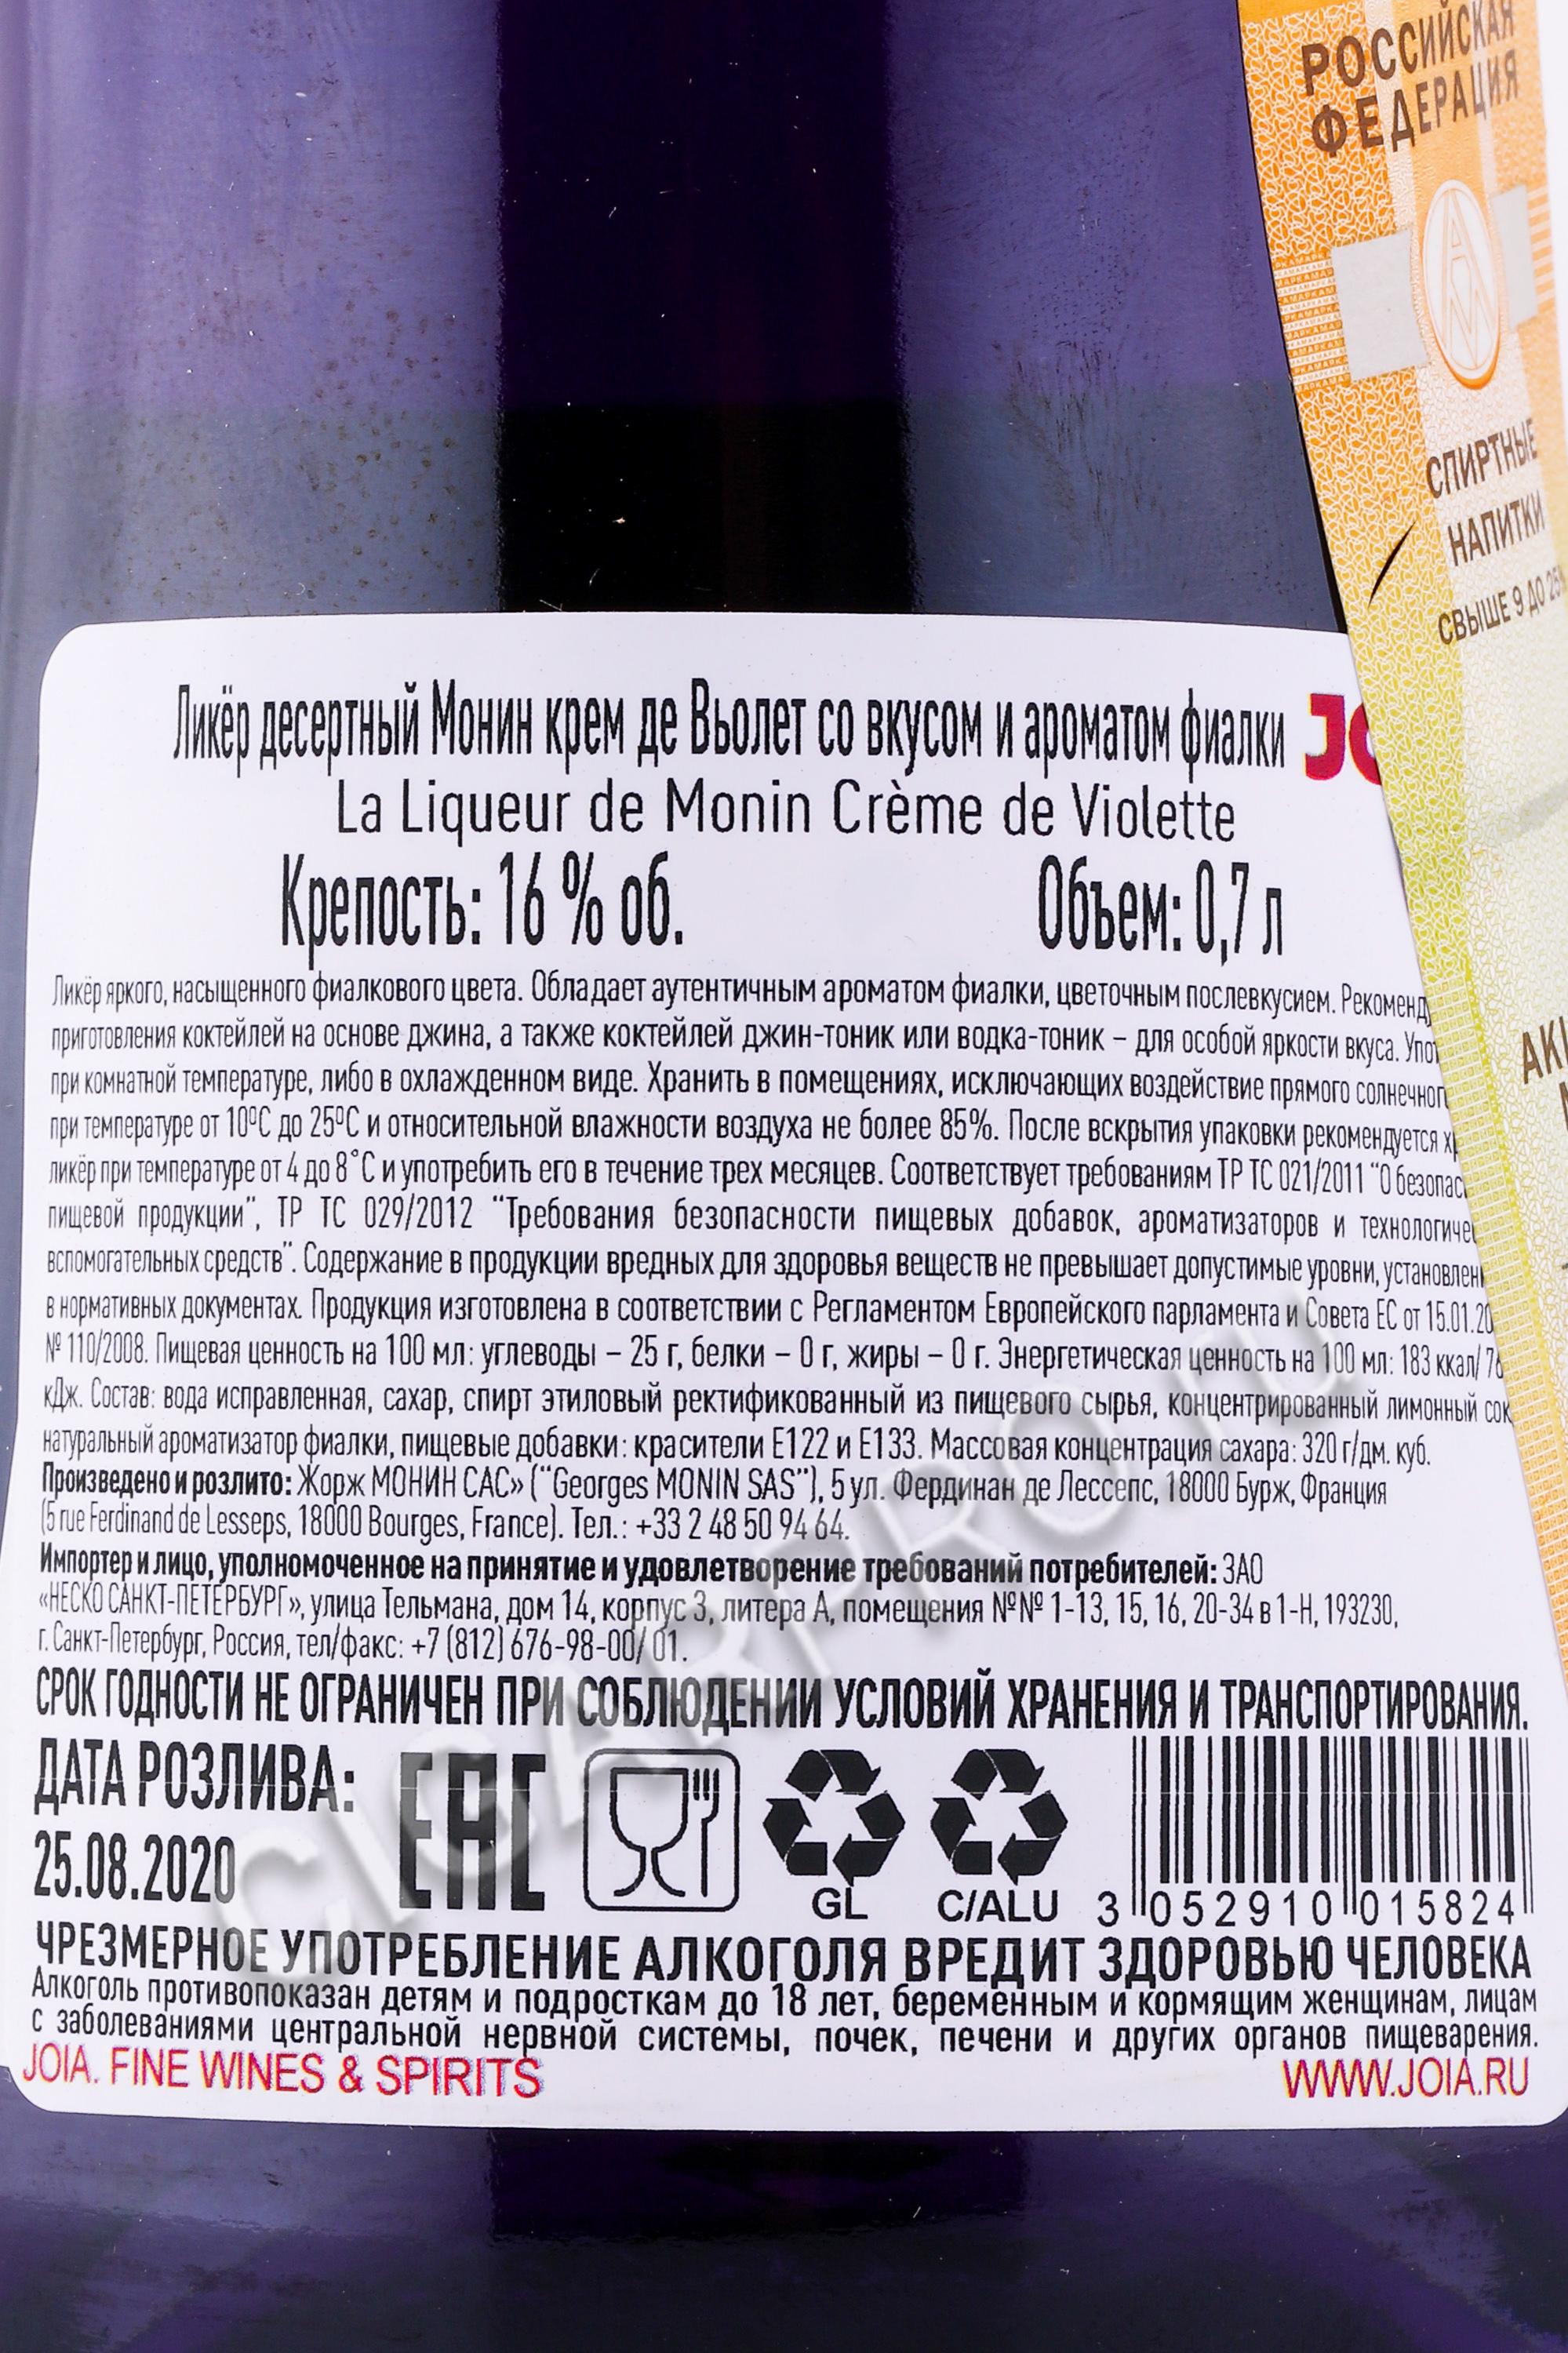 РОССИЙСКАЯ
ФЕДЕРАЦИЯ
СПИРТНЫЕ
НАПИТКИ
СВЫШЕ 9 ДО 25
Ликёр десертный Монин крем де Вьолет со вкусом и ароматом фиалки
La Liqueur de Monin Crème de Violette
Крепость: 16 % об. Объем: 0,7 л
Ликёр яркого, насыщенного фиалкового цвета. Обладает аутентичным ароматом фиалки, цветочным послевкусием.
приготовления коктейлей на основе джина, а также коктейлей джин-тоник или водка-тоник – для особой яркости вкуса.
при комнатной температуре, либо в охлажденном виде. Хранить в помещениях, исключающих воздействие прямого
при температуре от 10ºC до 25ºC и относительной влажности воздуха не более 85%. После вскрытия упаковки рекомендуется
ликёр при температуре от 4 до 8˚С и употребить его в течение трех месяцев. Соответствует требованиям ТР ТС 021/2011 "О
пищевой продукции", ТР ТС 029/2012 "Требования безопасности пищевых добавок, ароматизаторов и
вспомогательных средств". Содержание в продукции вредных для здоровья веществ не превышает допустимые уровни,
в нормативных документах. Продукция изготовлена в соответствии с Регламентом Европейского парламента и Совета ЕС от
№ 110/2008. Пищевая ценность на 100 мл: углеводы – 25 г, белки – 0 г, жиры – 0 г. Энергетическая ценность на 100 мл: 183 ккал/
кДж. Состав: вода исправленная, сахар, спирт этиловый ректификованный из пищевого сырья, концентрированный лимонный сок,
натуральный ароматизатор фиалки, пищевые добавки: красители Е122 и Е133. Массовая концентрация сахара: 320 г/дм. куб.
Произведено и розлито: Жорж МОНИН САС» ("Georges MONIN SAS"), 5 ул. Фердинан де Лессепс, 18000 Бурж, Франция
(5 rue Ferdinand de Lesseps, 18000 Bourges, France). Тел.: +33 2 48 50 94 64.
Импортер и лицо, уполномоченное на принятие и удовлетворение требований потребителей: ЗАО
«НЕСКО САНКТ-ПЕТЕРБУРГ», улица Тельмана, дом 14, корпус 3, литера А, помещения №№ 1-13, 15, 16, 20-34 в 1-Н, 193230,
г. Санкт-Петербург, Россия, тел/факс: +7 (812) 676-98-00/ 01.
СРОК ГОДНОСТИ НЕ ОГРАНИЧЕН ПРИ СОБЛЮДЕНИИ УСЛОВИЙ ХРАНЕНИЯ И ТРАНСПОРТИРОВАНИЯ.
ДАТА РОЗЛИВА:
25.08.2020
EAC
GL C/ALU 3 052910 015824
ЧРЕЗМЕРНОЕ УПОТРЕБЛЕНИЕ АЛКОГОЛЯ ВРЕДИТ ЗДОРОВЬЮ ЧЕЛОВЕКА
Алкоголь противопоказан детям и подросткам до 18 лет, беременным и кормящим женщинам, лицам
с заболеваниями центральной нервной системы, почек, печени и других органов пищеварения.
JOIA. FINE WINES & SPIRITS WWW.JOIA.RU
CIGARPRO.ru